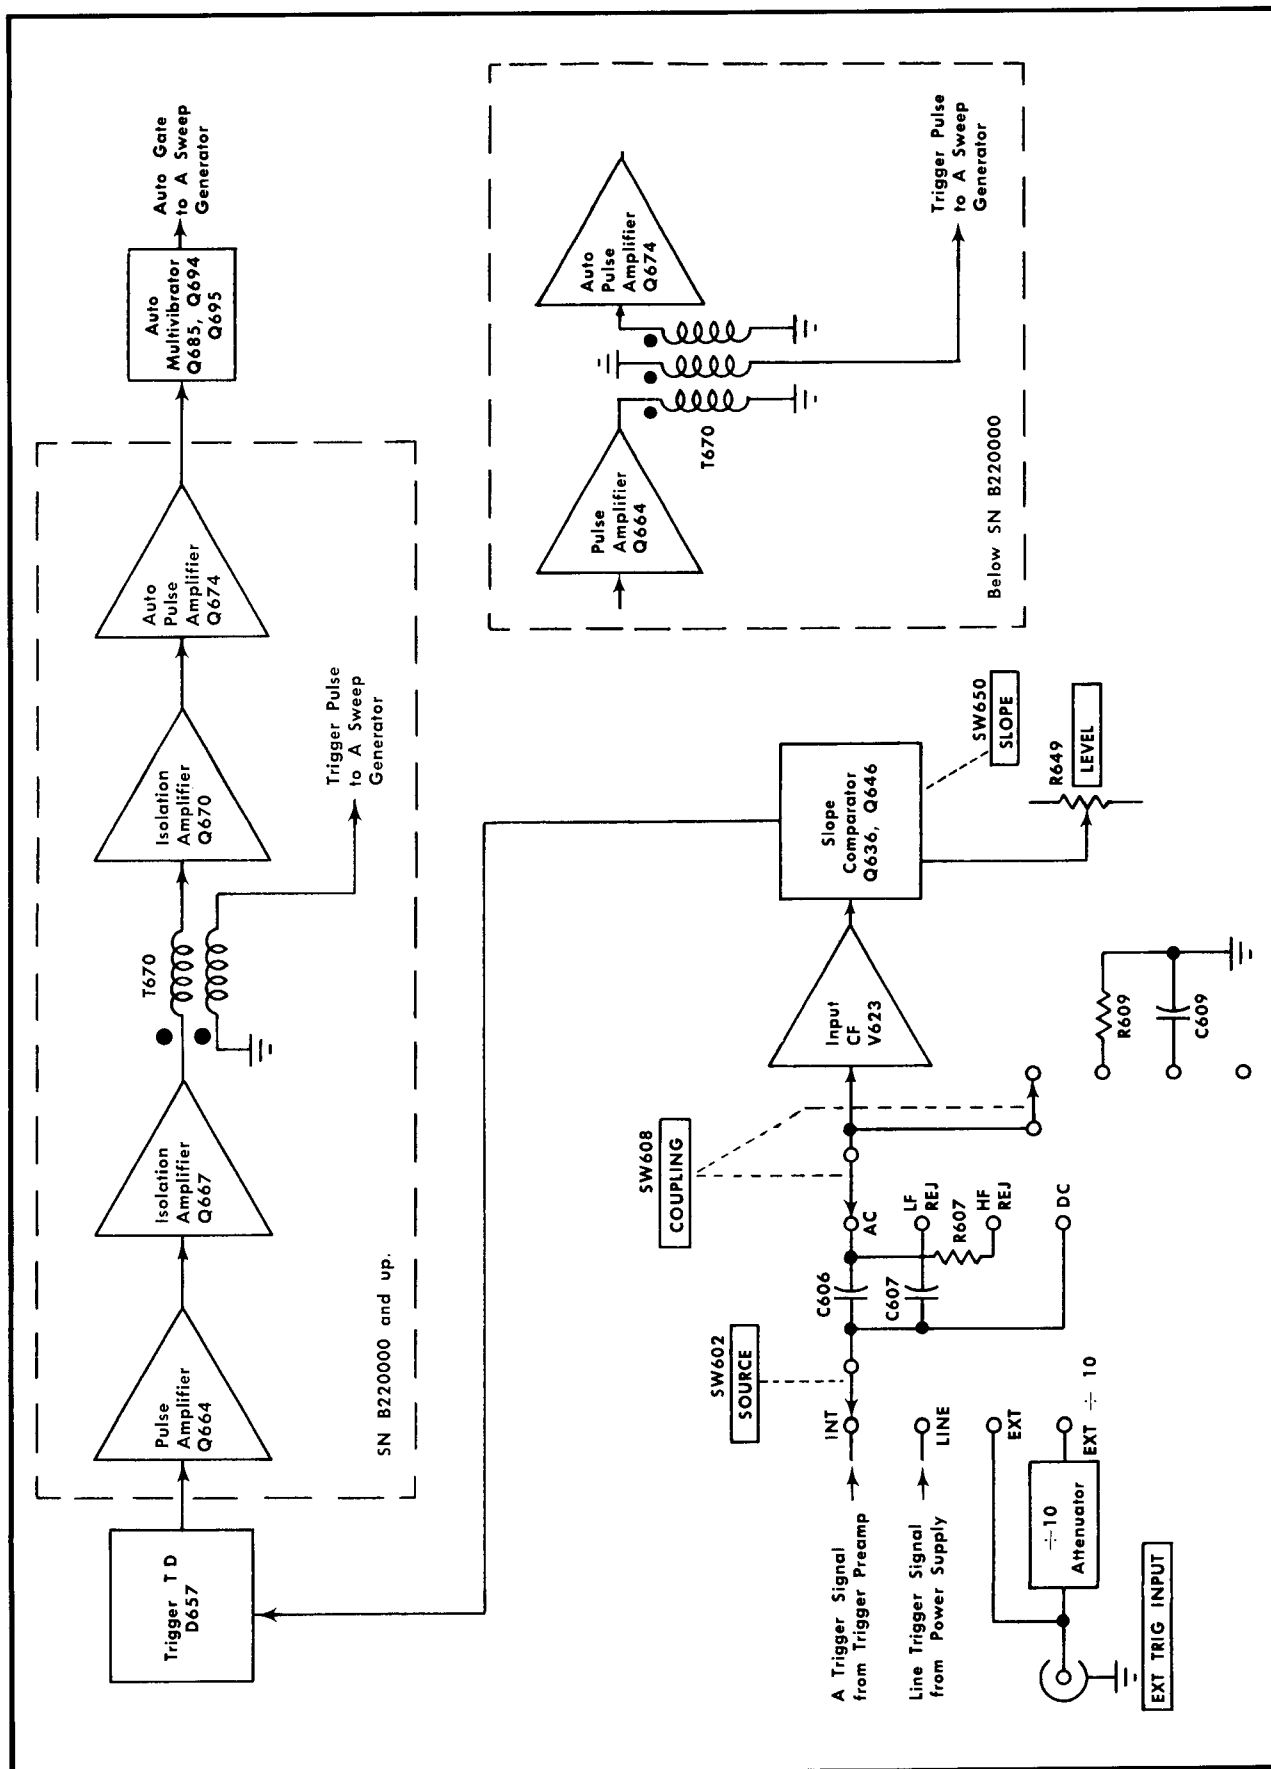 Trigger T D
D657
Pulse
Amplifier
Q664
Isolation
Amplifier
Q667
T670
Isolation
Amplifier
Q670
Auto
Pulse
Amplifier
Q674
Auto
Multivibrator
Q685, Q694
Q695
Auto Gate
to A Sweep
Generator
Trigger Pulse
to A Sweep
Generator
SN B220000 and up.
Pulse
Amplifier
Q664
T670
Auto
Pulse
Amplifier
Q674
Trigger Pulse
to A Sweep
Generator
Below SN B220000
A Trigger Signal
from Trigger Preamp
Line Trigger Signal
from Power Supply
EXT TRIG INPUT
÷10
Attenuator
INT
LINE
EXT
EXT ÷ 10
SW602
SOURCE
C606
C607
R607
AC
LF
REJ
HF
REJ
DC
SW608
COUPLING
Input
CF
V623
R609
C609
Slope
Comparator
Q636, Q646
SW650
SLOPE
R649
LEVEL